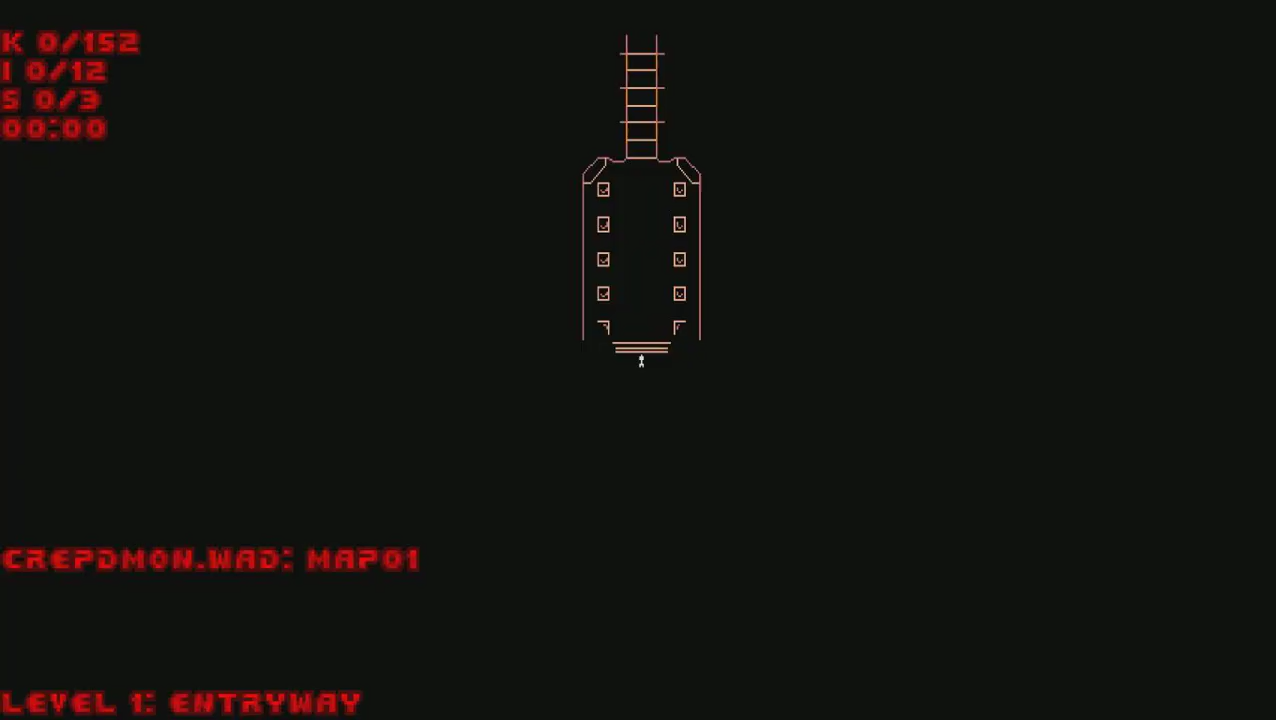 K 0/152
I 0/12
S 0/3
00:00
CREPDMON.WAD: MAP01
LEVEL 1: ENTRYWAY